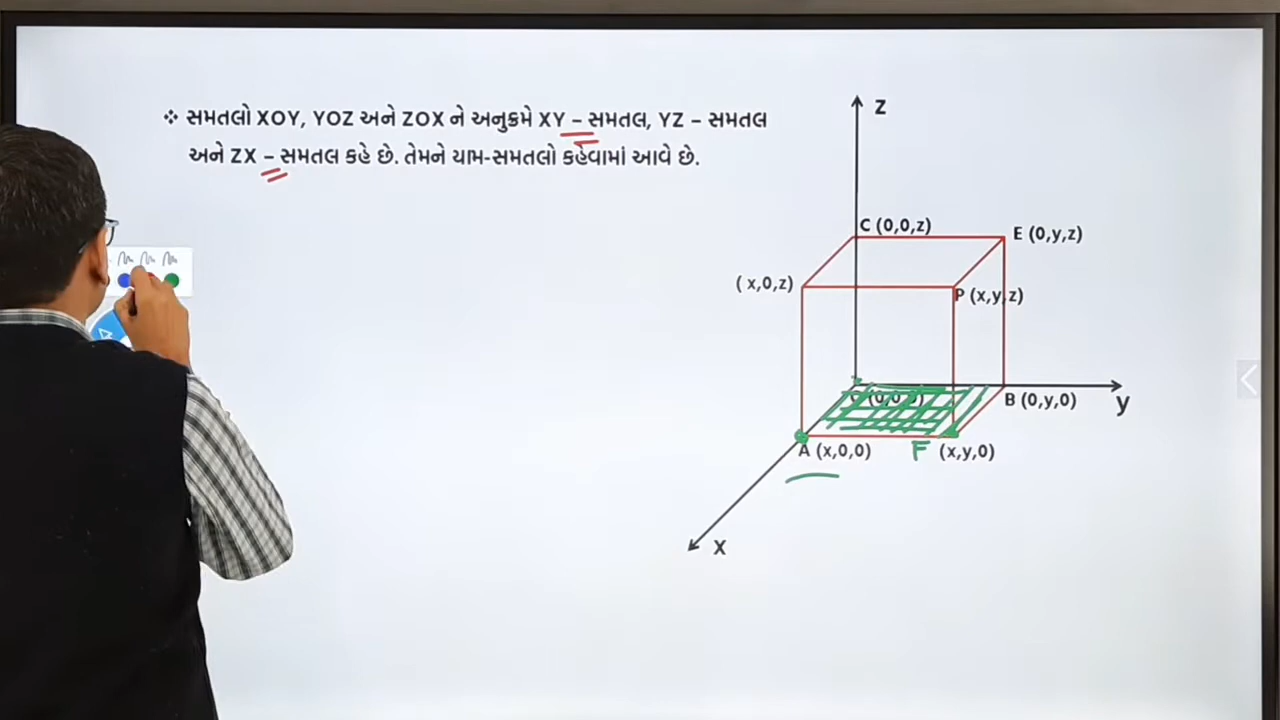 ❖ સમતલો XOY, YOZ અને ZOX ને અનુક્રમે XY – સમતલ, YZ – સમતલ
અને ZX – સમતલ કહે છે. તેમને યામ-સમતલો કહેવામાં આવે છે.
Z
C (0,0,z)
E (0,y,z)
(x,0,z)
P (x,y,z)
B (0,y,0)
y
A (x,0,0)
F (x,y,0)
X